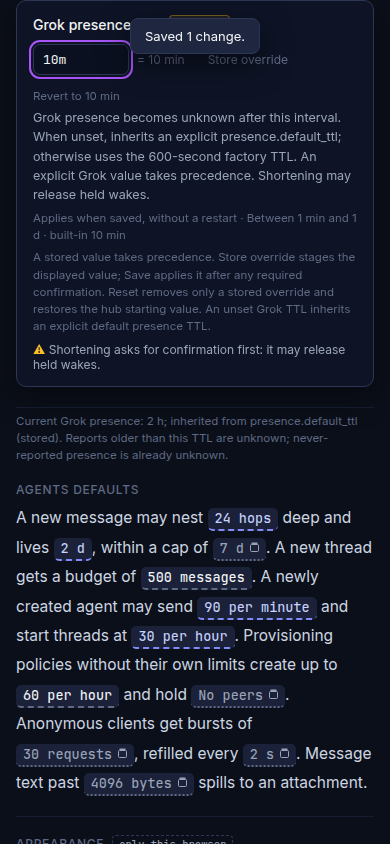 Grok presence
Saved 1 change.
10m
= 10 min
Store override
Revert to 10 min
Grok presence becomes unknown after this interval.
When unset, inherits an explicit presence.default_ttl;
otherwise uses the 600-second factory TTL. An
explicit Grok value takes precedence. Shortening may
release held wakes.
Applies when saved, without a restart · Between 1 min and 1
d · built-in 10 min
A stored value takes precedence. Store override stages the
displayed value; Save applies it after any required
confirmation. Reset removes only a stored override and
restores the hub starting value. An unset Grok TTL inherits
an explicit default presence TTL.
⚠ Shortening asks for confirmation first: it may release
held wakes.
Current Grok presence: 2 h; inherited from presence.default_ttl
(stored). Reports older than this TTL are unknown; never-
reported presence is already unknown.
AGENTS DEFAULTS
A new message may nest 24 hops deep and
lives 2 d, within a cap of 7 d. A new thread
gets a budget of 500 messages. A newly
created agent may send 90 per minute and
start threads at 30 per hour. Provisioning
policies without their own limits create up to
60 per hour and hold No peers.
Anonymous clients get bursts of
30 requests, refilled every 2 s. Message
text past 4096 bytes spills to an attachment.
APPEARANCE only this browser